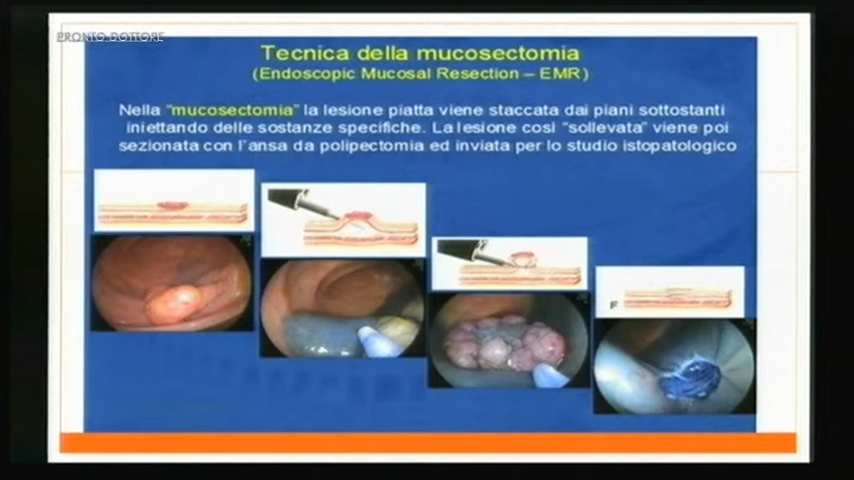 PRONTO DOTTORE
Tecnica della mucosectomia
(Endoscopic Mucosal Resection – EMR)
Nella "mucosectomia" la lesione piatta viene staccata dai piani sottostanti
iniettando delle sostanze specifiche. La lesione così "sollevata" viene poi
sezionata con l'ansa da polipectomia ed inviata per lo studio istopatologico
F